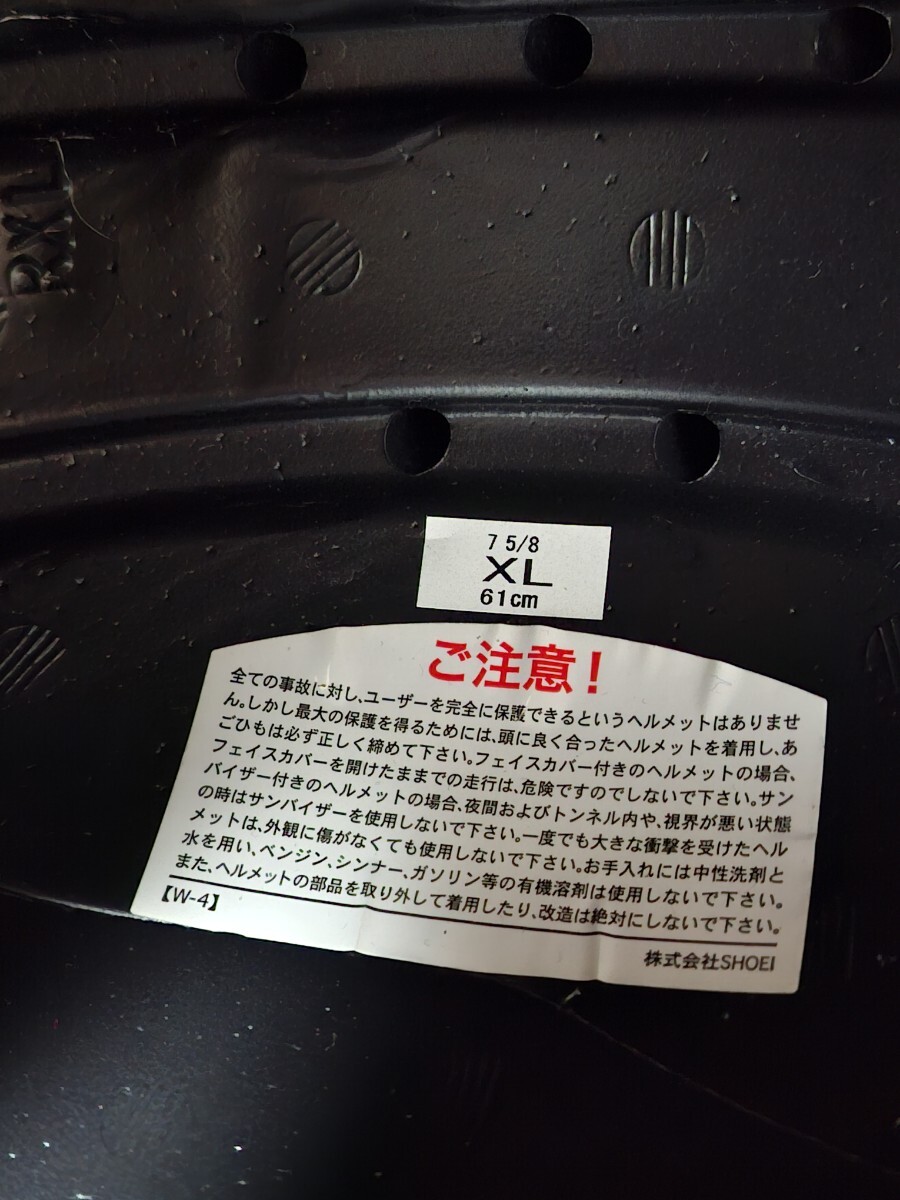 RXL
7 5/8
XL
61cm
ご注意!
全ての事故に対し、ユーザーを完全に保護できるというヘルメットはありませ
ん。しかし最大の保護を得るためには、頭に良く合ったヘルメットを着用し、あ
ごひもは必ず正しく締めて下さい。フェイスカバー付きのヘルメットの場合、
フェイスカバーを開けたままでの走行は、危険ですのでしないで下さい。サン
バイザー付きのヘルメットの場合、夜間およびトンネル内や、視界が悪い状態
の時はサンバイザーを使用しないで下さい。一度でも大きな衝撃を受けたヘル
メットは、外観に傷がなくても使用しないで下さい。お手入れには中性洗剤と
水を用い、ベンジン、シンナー、ガソリン等の有機溶剤は使用しないで下さい。
また、ヘルメットの部品を取り外して着用したり、改造は絶対にしないで下さい。
【W-4】
株式会社SHOEI